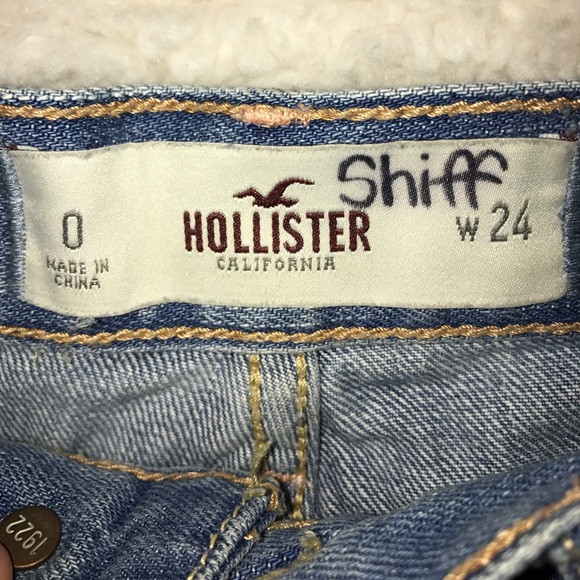 Shiff
0
HOLLISTER
W 24
MADE IN
CHINA
CALIFORNIA
1922